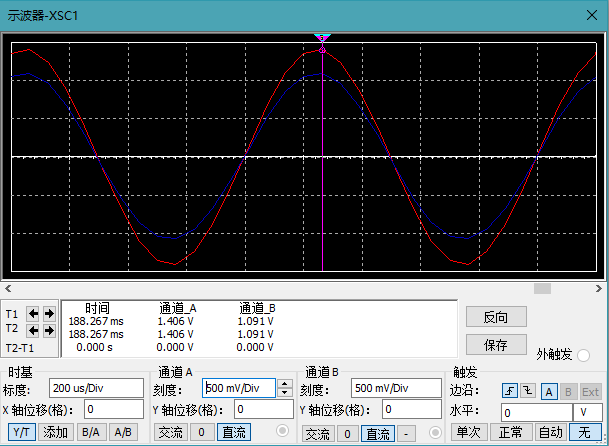 示波器-XSC1
时间 通道_A 通道_B
T1 188.267 ms 1.406 V 1.091 V
T2 188.267 ms 1.406 V 1.091 V
T2-T1 0.000 s 0.000 V 0.000 V
反向
保存
外触发
时基
标度: 200 us/Div
X 轴位移(格): 0
Y/T 添加 B/A A/B
通道 A
刻度: 500 mV/Div
Y 轴位移(格): 0
交流 0 直流
通道 B
刻度: 500 mV/Div
Y 轴位移(格): 0
交流 0 直流 -
触发
边沿: A B Ext
水平: 0 V
单次 正常 自动 无